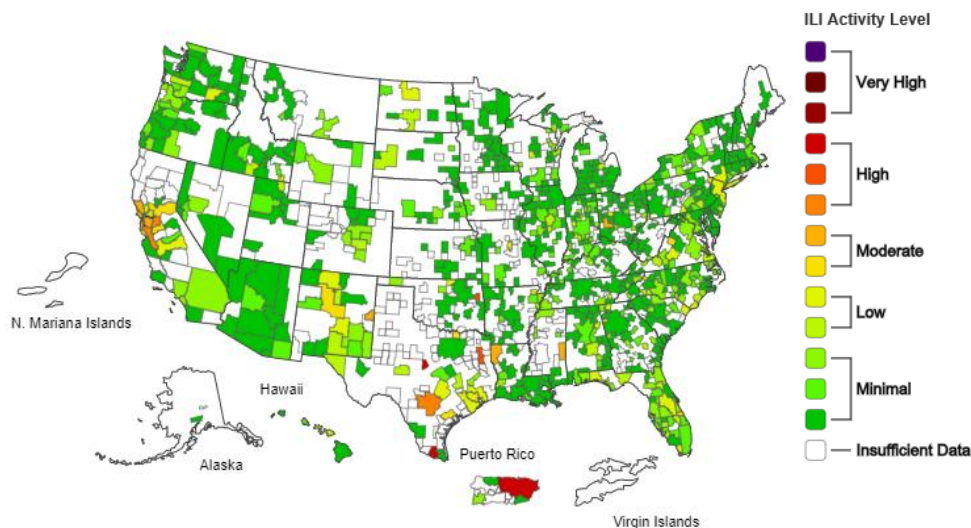 ILI Activity Level
Very High
High
Moderate
Low
Minimal
Insufficient Data
N. Mariana Islands
Hawaii
Alaska
Puerto Rico
Virgin Islands